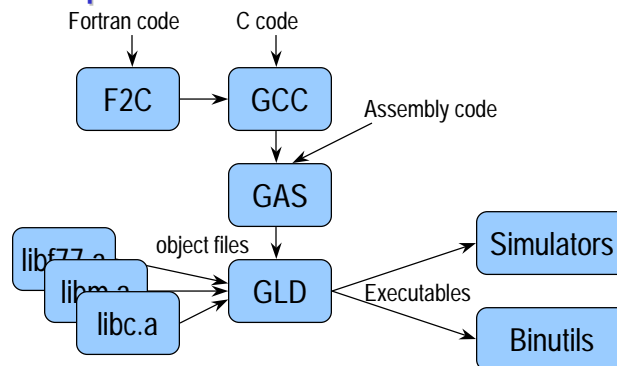 Fortran code
C code
F2C
GCC
Assembly code
GAS
object files
libf77.a
libm.a
libc.a
GLD
Executables
Simulators
Binutils